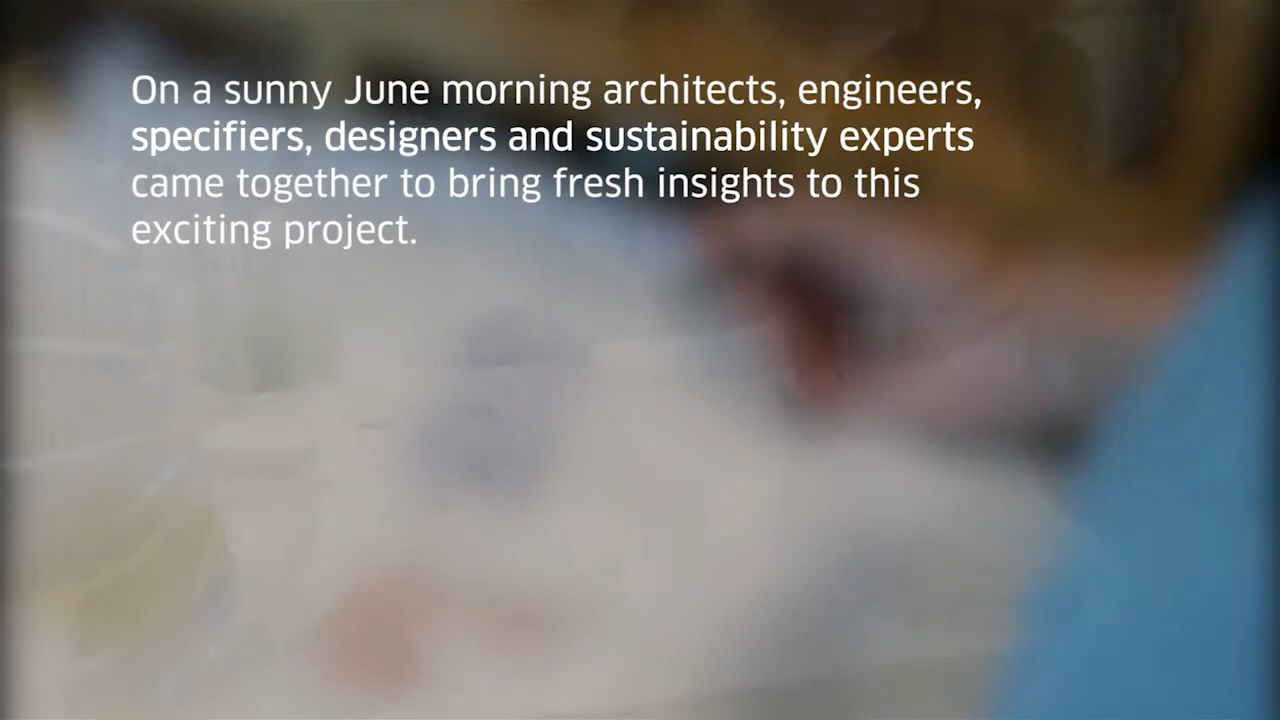 On a sunny June morning architects, engineers,
specifiers, designers and sustainability experts
came together to bring fresh insights to this
exciting project.